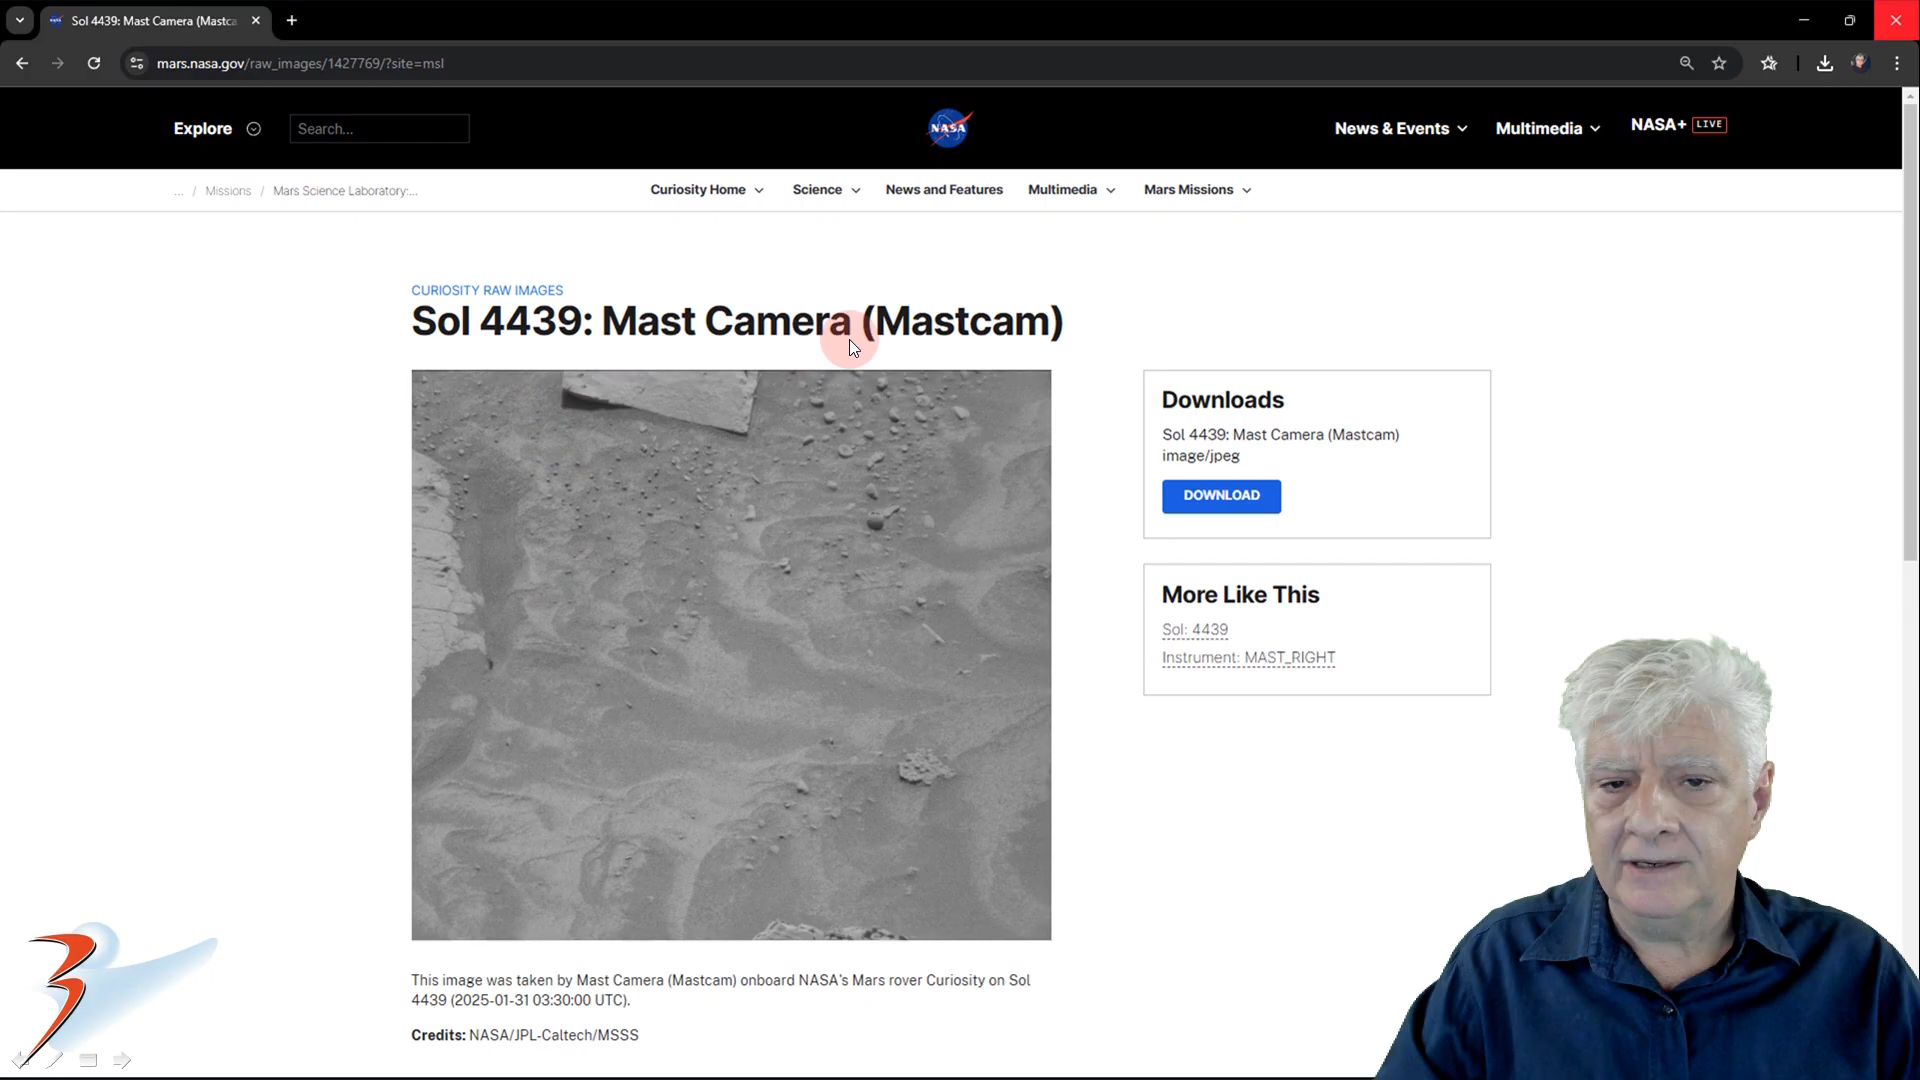 Sol 4439: Mast Camera (Mastca
mars.nasa.gov/raw_images/1427769/?site=msl
Explore
Search...
NASA
News & Events
Multimedia
NASA+ LIVE
... / Missions / Mars Science Laboratory:...
Curiosity Home
Science
News and Features
Multimedia
Mars Missions
CURIOSITY RAW IMAGES
Sol 4439: Mast Camera (Mastcam)
Downloads
Sol 4439: Mast Camera (Mastcam)
image/jpeg
DOWNLOAD
More Like This
Sol: 4439
Instrument: MAST_RIGHT
This image was taken by Mast Camera (Mastcam) onboard NASA's Mars rover Curiosity on Sol
4439 (2025-01-31 03:30:00 UTC).
Credits: NASA/JPL-Caltech/MSSS